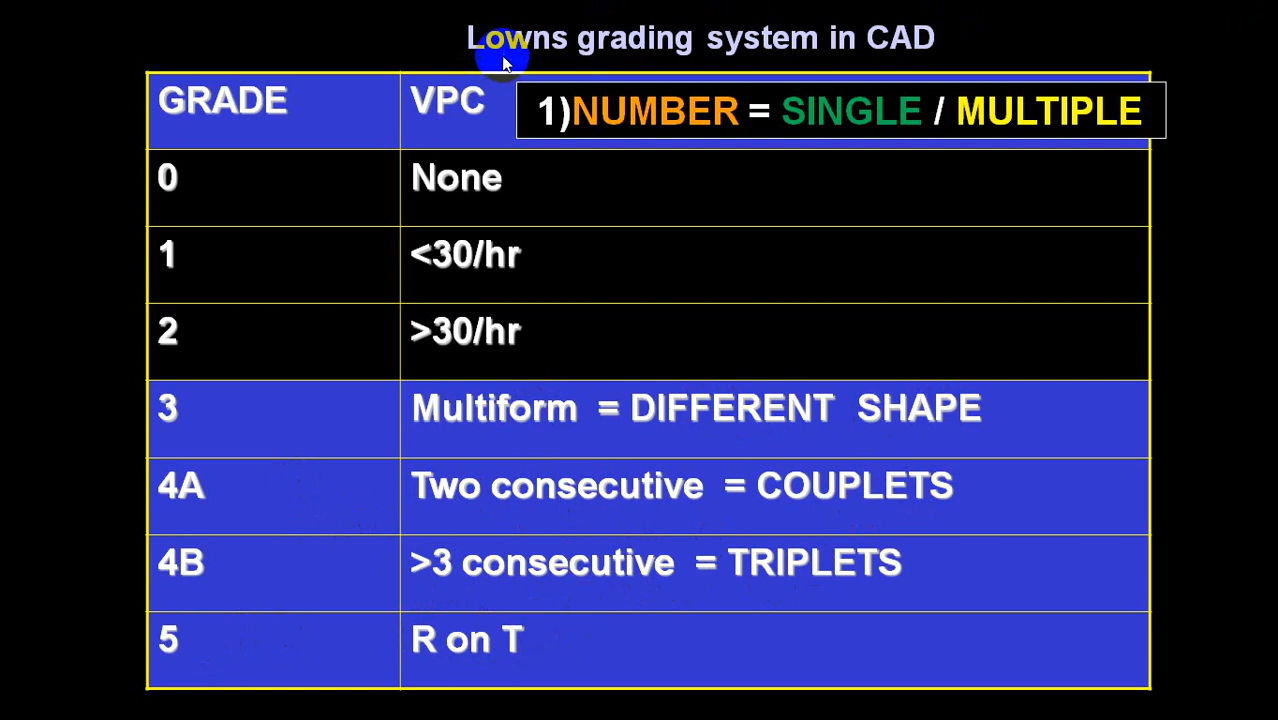 Lowns grading system in CAD
GRADE VPC
1)NUMBER = SINGLE / MULTIPLE
0 None
1 <30/hr
2 >30/hr
3 Multiform = DIFFERENT SHAPE
4A Two consecutive = COUPLETS
4B >3 consecutive = TRIPLETS
5 R on T